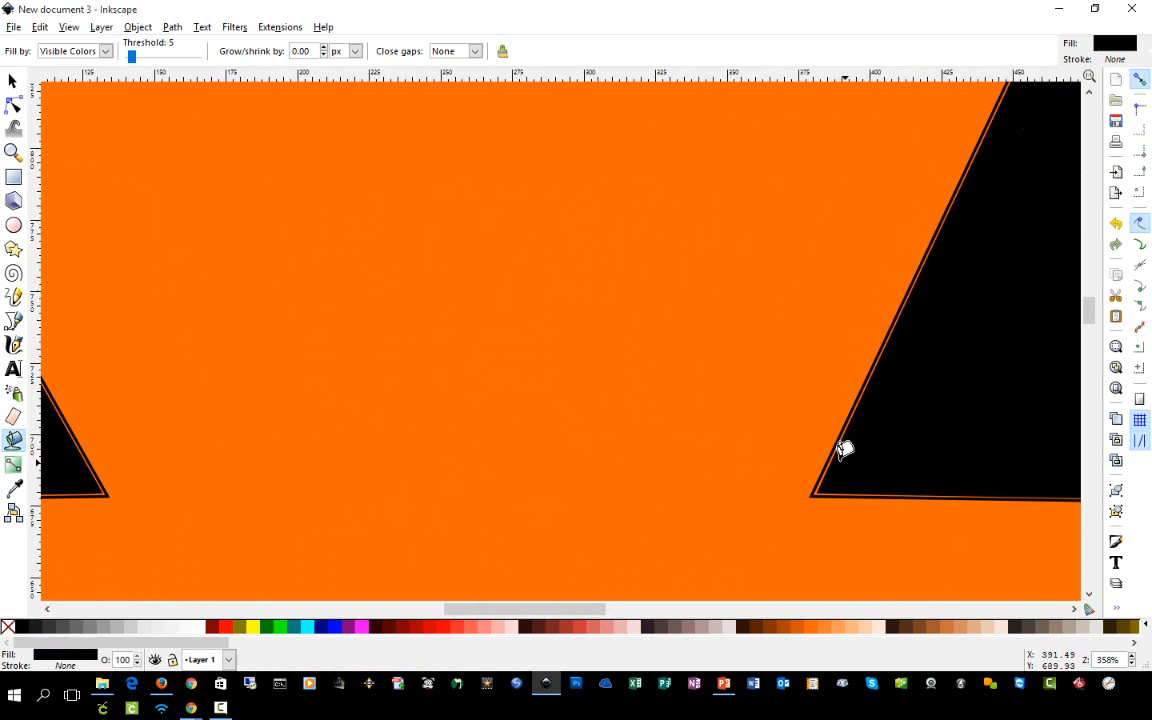 New document 3 - Inkscape
File Edit View Layer Object Path Text Filters Extensions Help
Fill by: Visible Colors Threshold: 5 Grow/shrink by: 0.00 px Close gaps: None Fill:
Stroke: None
125 150 175 200 225 250 275 300 325 350 375 400 425 450
Fill:
Stroke: None O: 100 •Layer 1 X: 391.49
Y: 689.93 Z: 358%